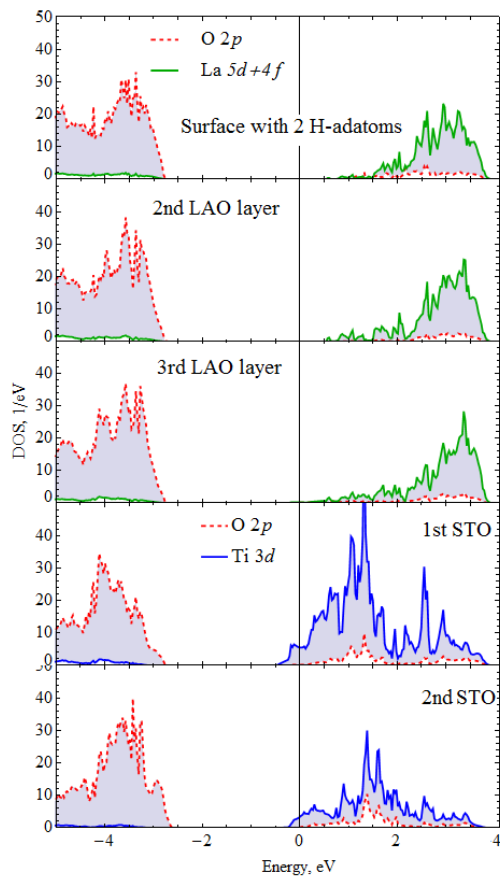 50
O 2p
40
La 5d+4f
30
20
Surface with 2 H-adatoms
10
0
2nd LAO layer
40
30
20
10
0
3rd LAO layer
40
30
20
10
0
DOS, 1/eV
O 2p
1st STO
40
Ti 3d
30
20
10
0
2nd STO
40
30
20
10
0
−4 −2 0 2 4
Energy, eV